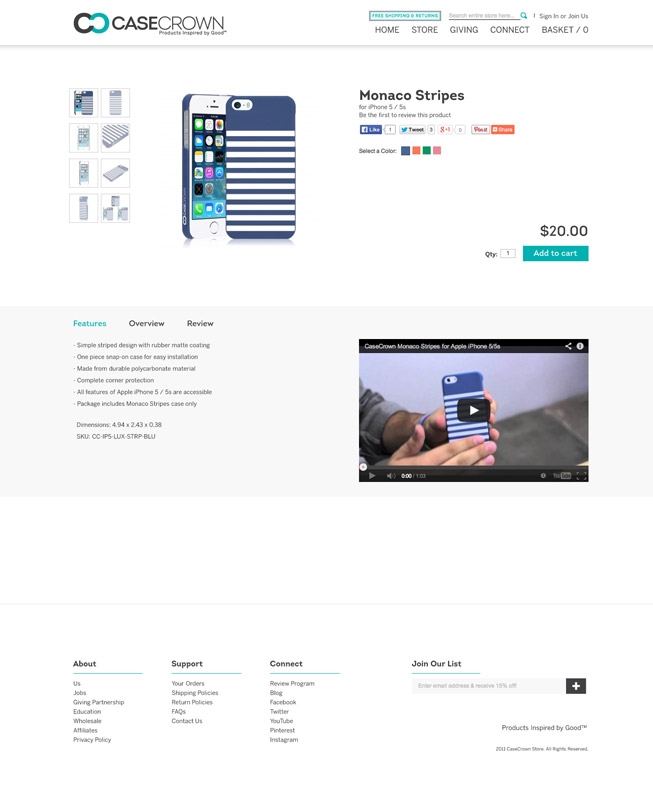 CASECROWN
Products Inspired by Good™
FREE SHIPPING & RETURNS
Search entire store here...
Sign In or Join Us
HOME STORE GIVING CONNECT BASKET / 0
Monaco Stripes
for iPhone 5 / 5s
Be the first to review this product
Like 1 Tweet 3 +1 0 Pin it Share
Select a Color:
$20.00
Qty: 1 Add to cart
Features Overview Review
- Simple striped design with rubber matte coating
- One piece snap-on case for easy installation
- Made from durable polycarbonate material
- Complete corner protection
- All features of Apple iPhone 5 / 5s are accessible
- Package includes Monaco Stripes case only
Dimensions: 4.94 x 2.43 x 0.38
SKU: CC-IP5-LUX-STRP-BLU
CaseCrown Monaco Stripes for Apple iPhone 5/5s
0:00 / 1:03
YouTube
About
Us
Jobs
Giving Partnership
Education
Wholesale
Affiliates
Privacy Policy
Support
Your Orders
Shipping Policies
Return Policies
FAQs
Contact Us
Connect
Review Program
Blog
Facebook
Twitter
YouTube
Pinterest
Instagram
Join Our List
Enter email address & receive 15% off!
Products Inspired by Good™
2011 CaseCrown Store. All Rights Reserved.